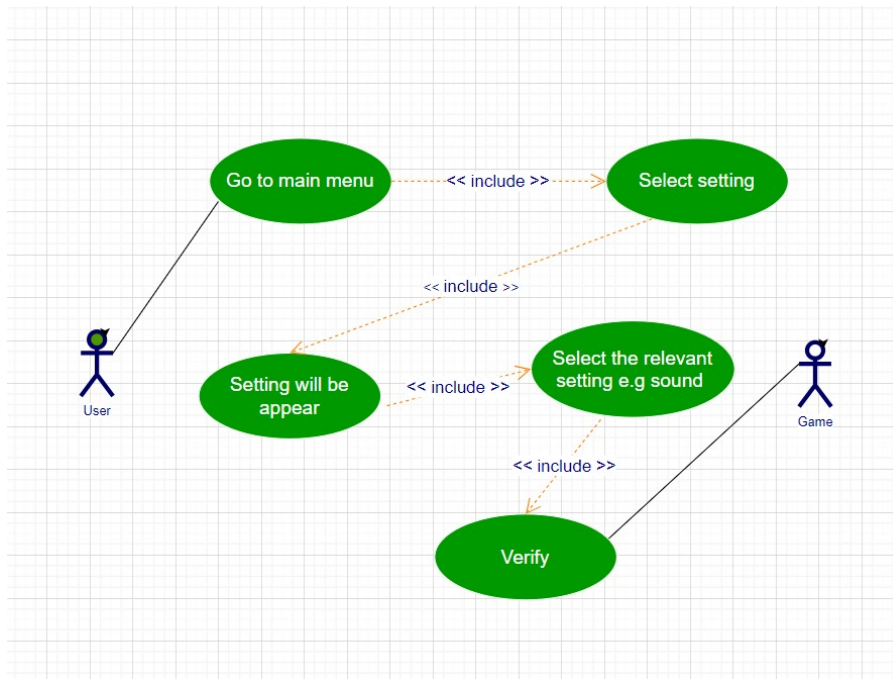 Go to main menu
<< include >>
Select setting
<< include >>
Setting will be
appear
<< include >>
Select the relevant
setting e.g sound
User
Game
<< include >>
Verify